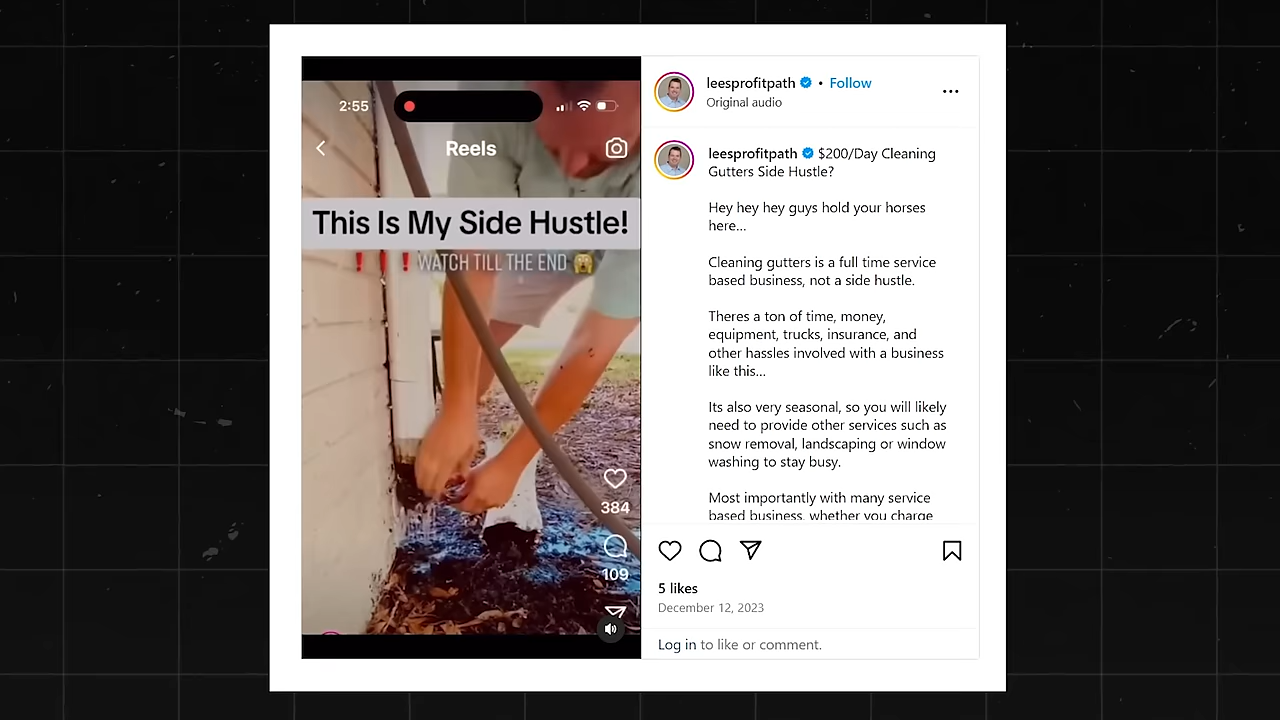 2:55
Reels
This Is My Side Hustle!
❗❗❗WATCH TILL THE END 😱
384
109
leesprofitpath • Follow
Original audio
leesprofitpath $200/Day Cleaning
Gutters Side Hustle?
Hey hey hey guys hold your horses
here...
Cleaning gutters is a full time service
based business, not a side hustle.
Theres a ton of time, money,
equipment, trucks, insurance, and
other hassles involved with a business
like this...
Its also very seasonal, so you will likely
need to provide other services such as
snow removal, landscaping or window
washing to stay busy.
Most importantly with many service
based business, whether you charge
5 likes
December 12, 2023
Log in to like or comment.